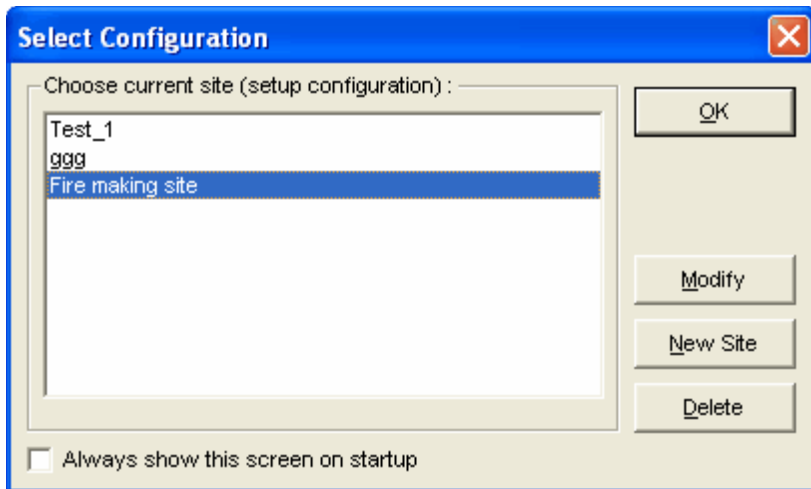 Select Configuration
Choose current site (setup configuration) :
Test_1
ggg
Fire making site
OK
Modify
New Site
Delete
Always show this screen on startup